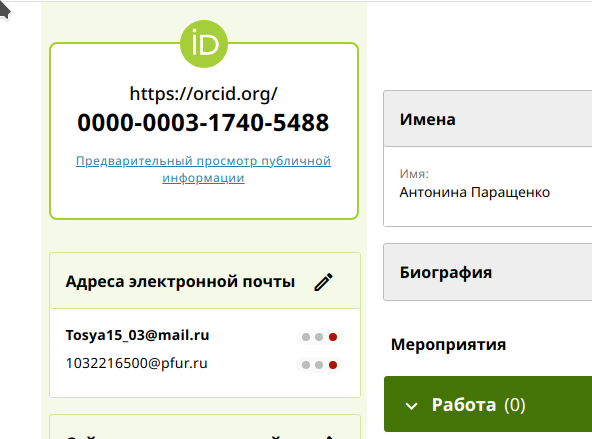 iD
https://orcid.org/
0000-0003-1740-5488
Предварительный просмотр публичной
информации
Адреса электронной почты
Tosya15_03@mail.ru
1032216500@pfur.ru
Имена
Имя:
Антонина Паращенко
Биография
Мероприятия
Работа (0)